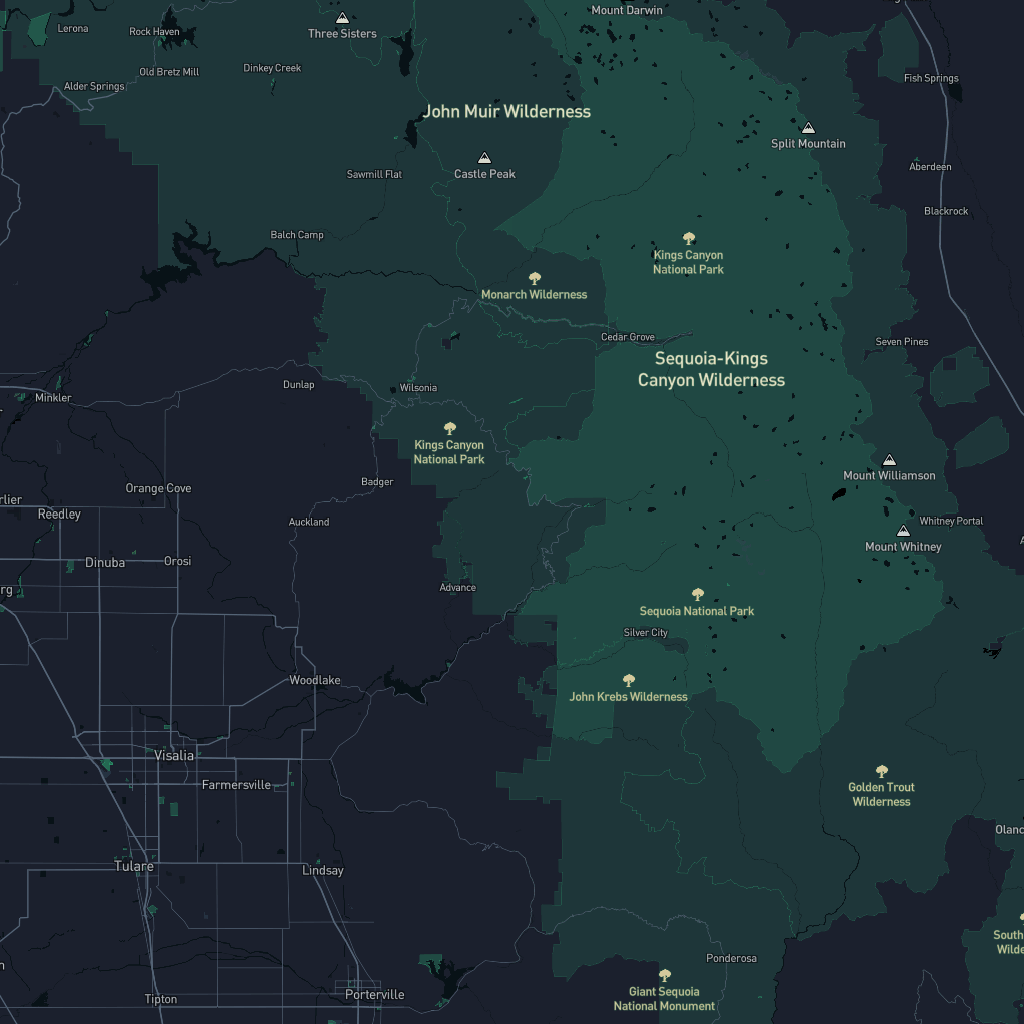 Mount Darwin
Lerona
Rock Haven
Three Sisters
Old Bretz Mill
Dinkey Creek
Alder Springs
Fish Springs
John Muir Wilderness
Split Mountain
Castle Peak
Sawmill Flat
Aberdeen
Blackrock
Balch Camp
Kings Canyon
National Park
Monarch Wilderness
Cedar Grove
Seven Pines
Sequoia-Kings
Canyon Wilderness
Dunlap
Wilsonia
Minkler
Kings Canyon
National Park
Mount Williamson
Badger
Orange Cove
rlier
Reedley
Auckland
Whitney Portal
A
Mount Whitney
Dinuba
Orosi
rg
Advance
Sequoia National Park
Silver City
Woodlake
John Krebs Wilderness
Visalia
Farmersville
Golden Trout
Wilderness
Olanc
Tulare
Lindsay
South
Wilde
Ponderosa
n
Tipton
Porterville
Giant Sequoia
National Monument